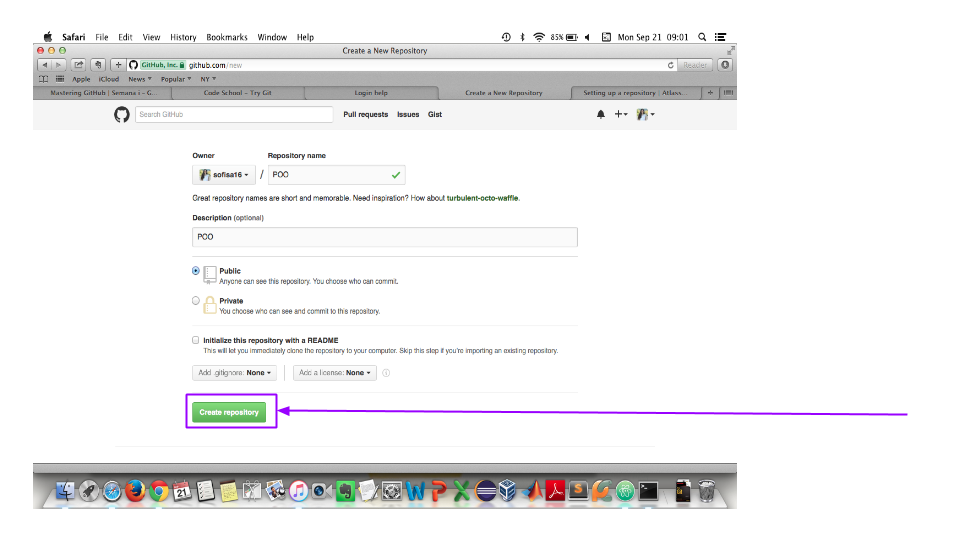 Safari File Edit View History Bookmarks Window Help 85% Mon Sep 21 09:01
Create a New Repository
GitHub, Inc. github.com/new Reader
Apple iCloud News Popular NY
Mastering GitHub | Semana i – G... Code School – Try Git Login help Create a New Repository Setting up a repository | Atlass...
Search GitHub Pull requests Issues Gist
Owner Repository name
sofisa16 / POO
Great repository names are short and memorable. Need inspiration? How about turbulent-octo-waffle.
Description (optional)
POO
Public
Anyone can see this repository. You choose who can commit.
Private
You choose who can see and commit to this repository.
Initialize this repository with a README
This will let you immediately clone the repository to your computer. Skip this step if you're importing an existing repository.
Add .gitignore: None Add a license: None
Create repository
21